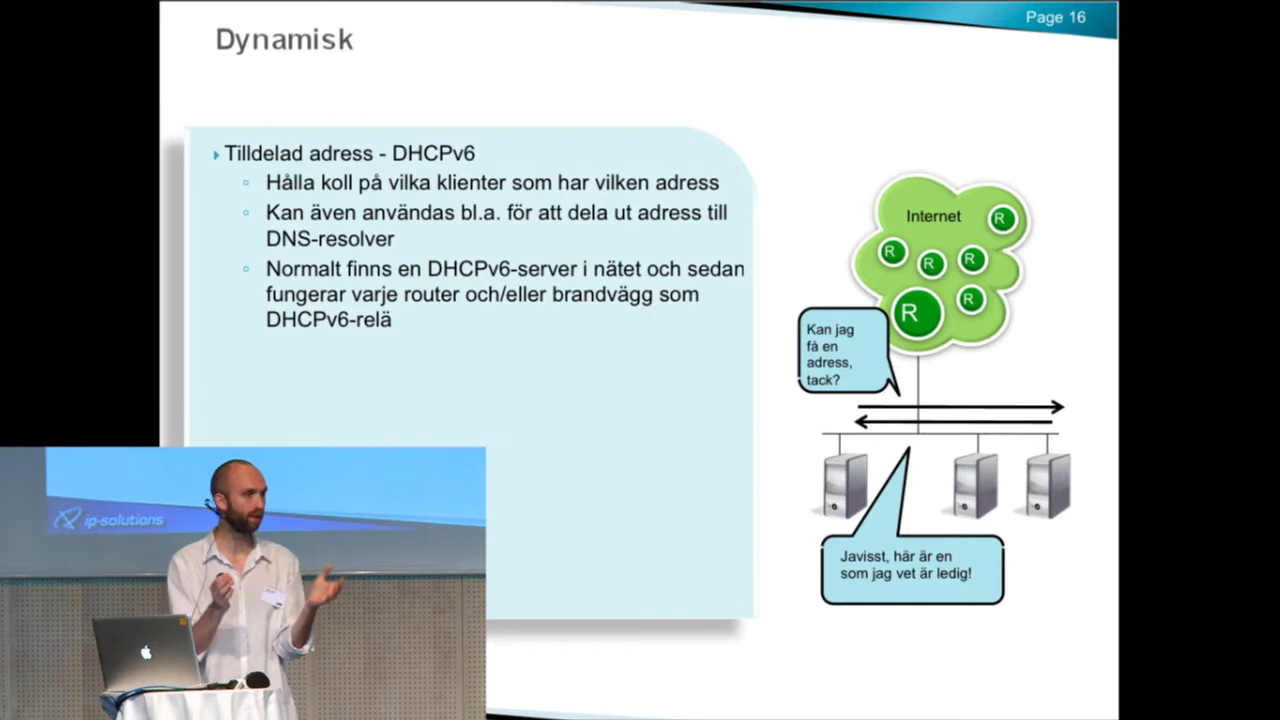 Page 16
Dynamisk
Tilldelad adress - DHCPv6
Hålla koll på vilka klienter som har vilken adress
Kan även användas bl.a. för att dela ut adress till
DNS-resolver
Normalt finns en DHCPv6-server i nätet och sedan
fungerar varje router och/eller brandvägg som
DHCPv6-relä
Internet
R
R
R
R
R
R
Kan jag
få en
adress,
tack?
Javisst, här är en
som jag vet är ledig!
ip-solutions